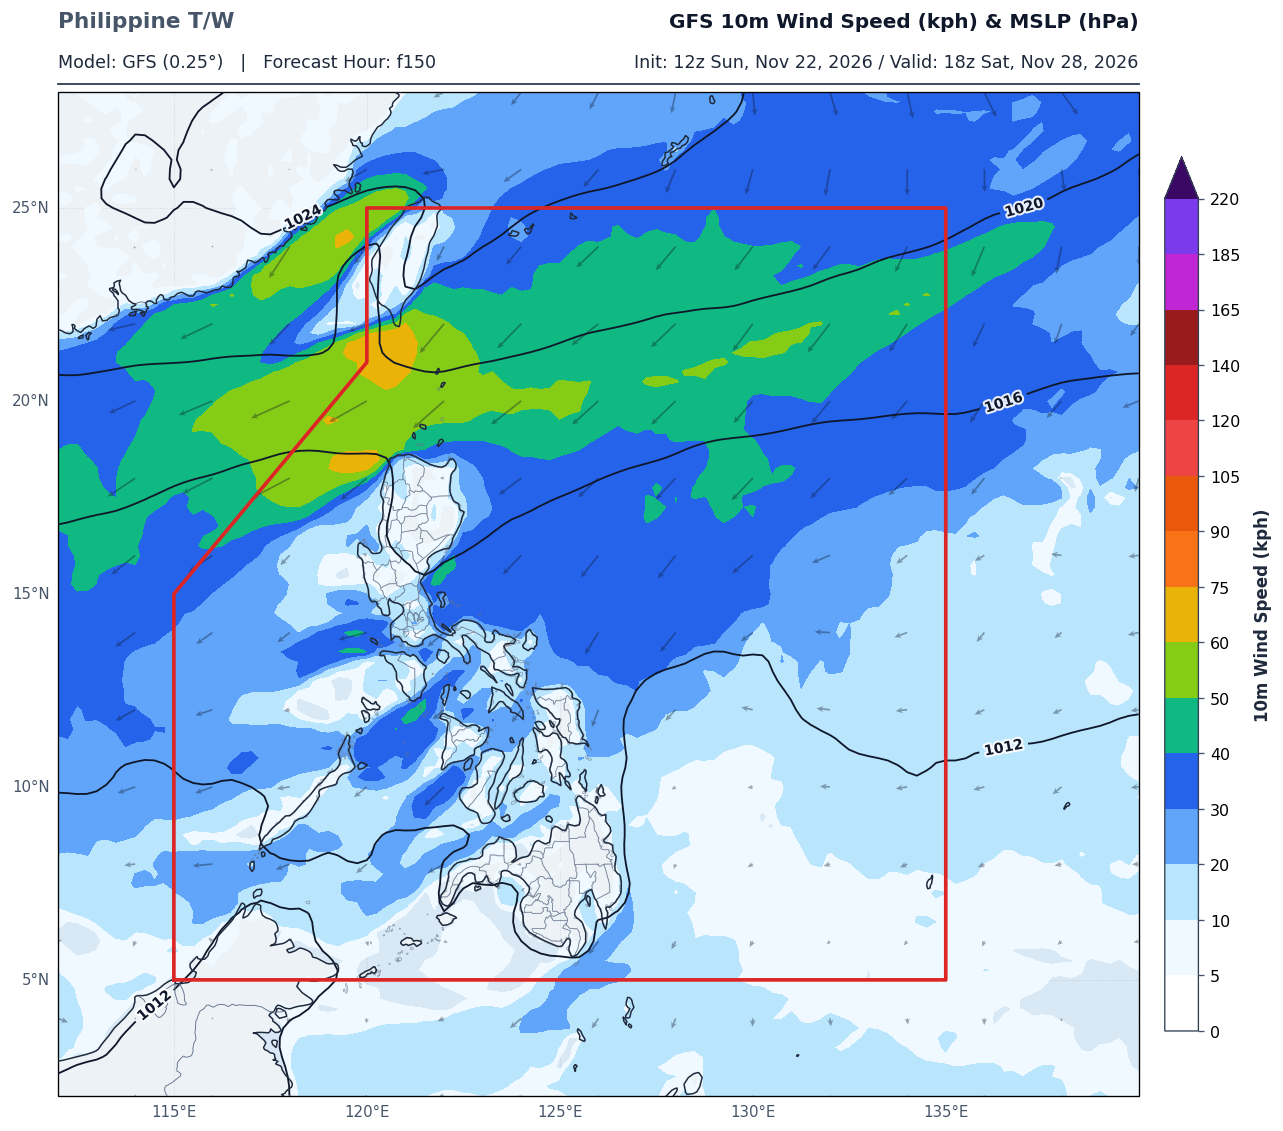 Philippine T/W
GFS 10m Wind Speed (kph) & MSLP (hPa)
Model: GFS (0.25°) | Forecast Hour: f150
Init: 12z Sun, Nov 22, 2026 / Valid: 18z Sat, Nov 28, 2026
1024
1020
1016
1012
1012
25°N
20°N
15°N
10°N
5°N
115°E
120°E
125°E
130°E
135°E
220
185
165
140
120
105
90
75
60
50
40
30
20
10
5
0
10m Wind Speed (kph)